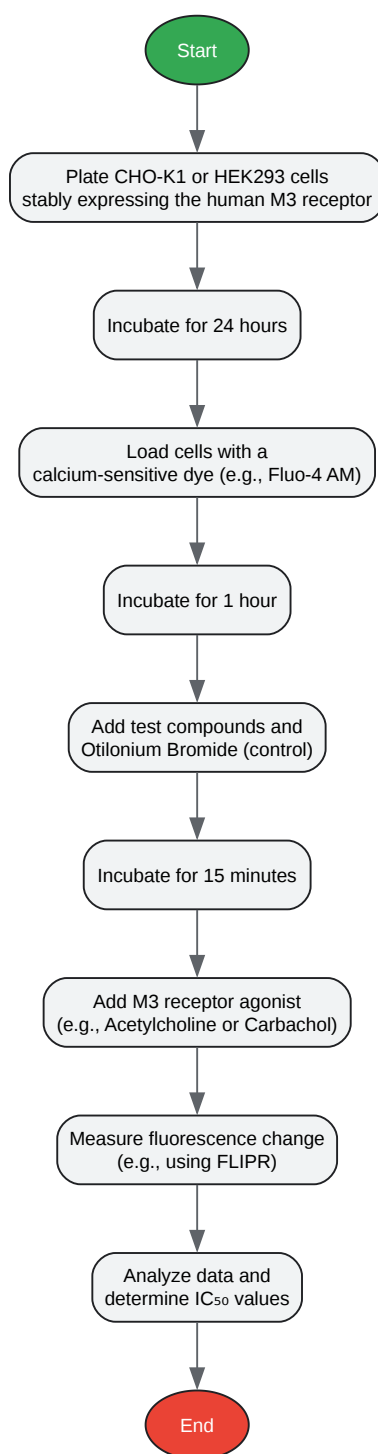 Start
Plate CHO-K1 or HEK293 cells
stably expressing the human M3 receptor
Incubate for 24 hours
Load cells with a
calcium-sensitive dye (e.g., Fluo-4 AM)
Incubate for 1 hour
Add test compounds and
Otilonium Bromide (control)
Incubate for 15 minutes
Add M3 receptor agonist
(e.g., Acetylcholine or Carbachol)
Measure fluorescence change
(e.g., using FLIPR)
Analyze data and
determine IC₅₀ values
End